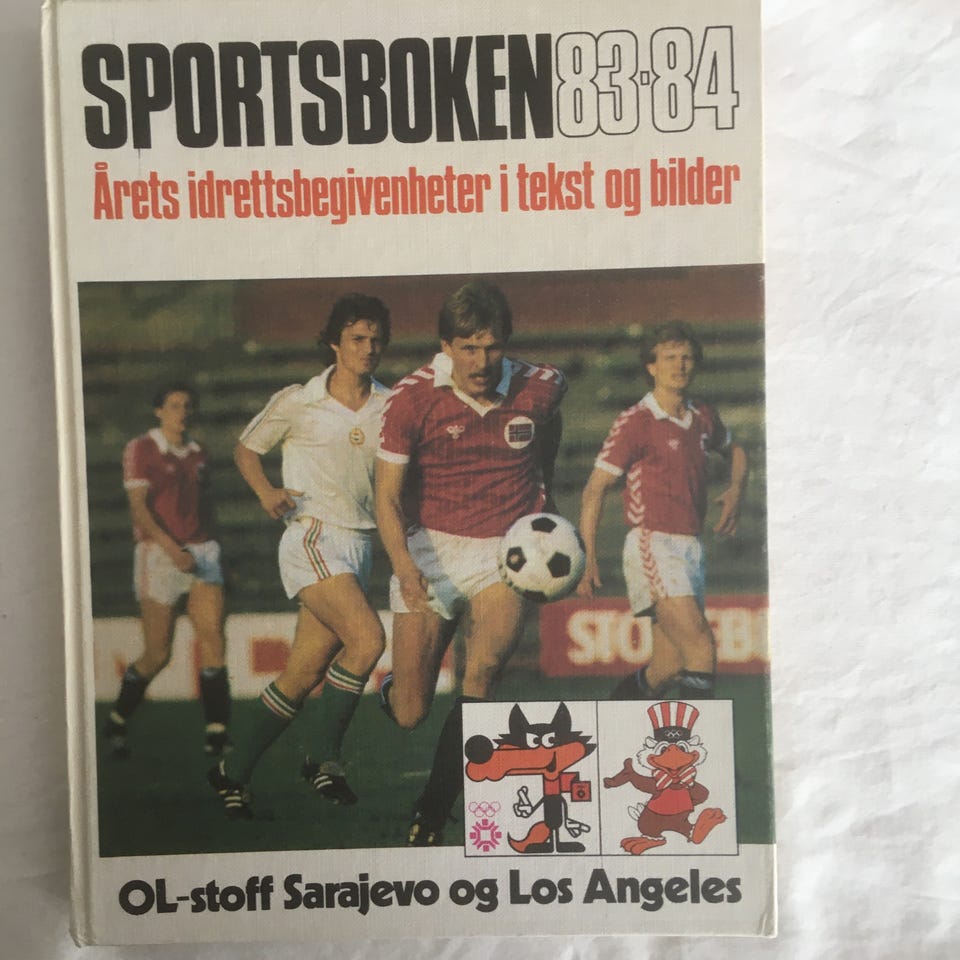 SPORTSBOKEN 83·84
Årets idrettsbegivenheter i tekst og bilder
OL-stoff Sarajevo og Los Angeles